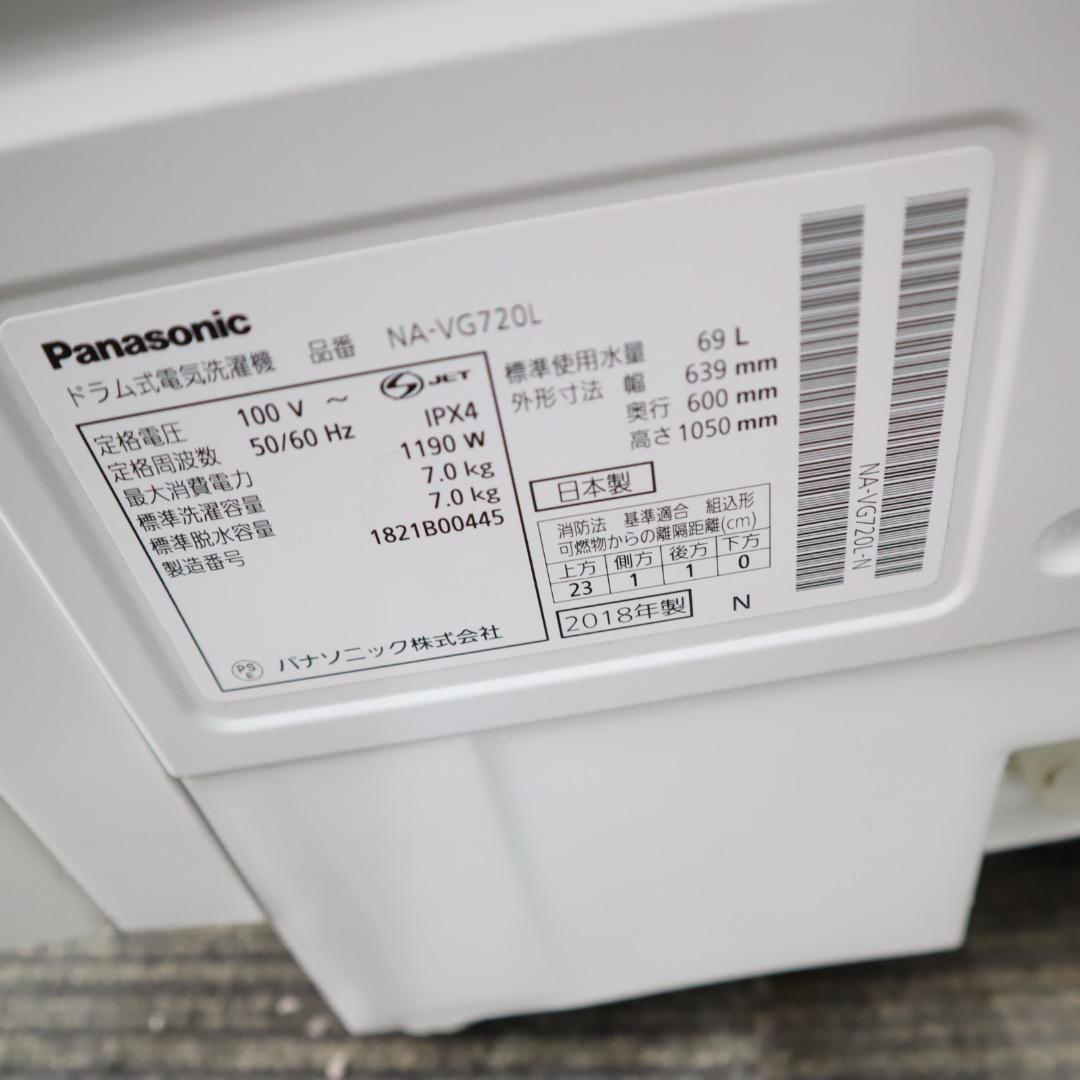 Panasonic
ドラム式電気洗濯機 品番 NA-VG720L
S JET
定格電圧 100 V ~
定格周波数 50/60 Hz IPX4
最大消費電力 1190 W
標準洗濯容量 7.0 kg
標準脱水容量 7.0 kg
製造番号 1821B00445
PS E パナソニック株式会社
標準使用水量 69 L
外形寸法 幅 639 mm
奥行 600 mm
高さ 1050 mm
日本製
消防法 基準適合 組込形
可燃物からの離隔距離(cm)
上方 側方 後方 下方
23 1 1 0
2018年製 N
NA-VG720L-N